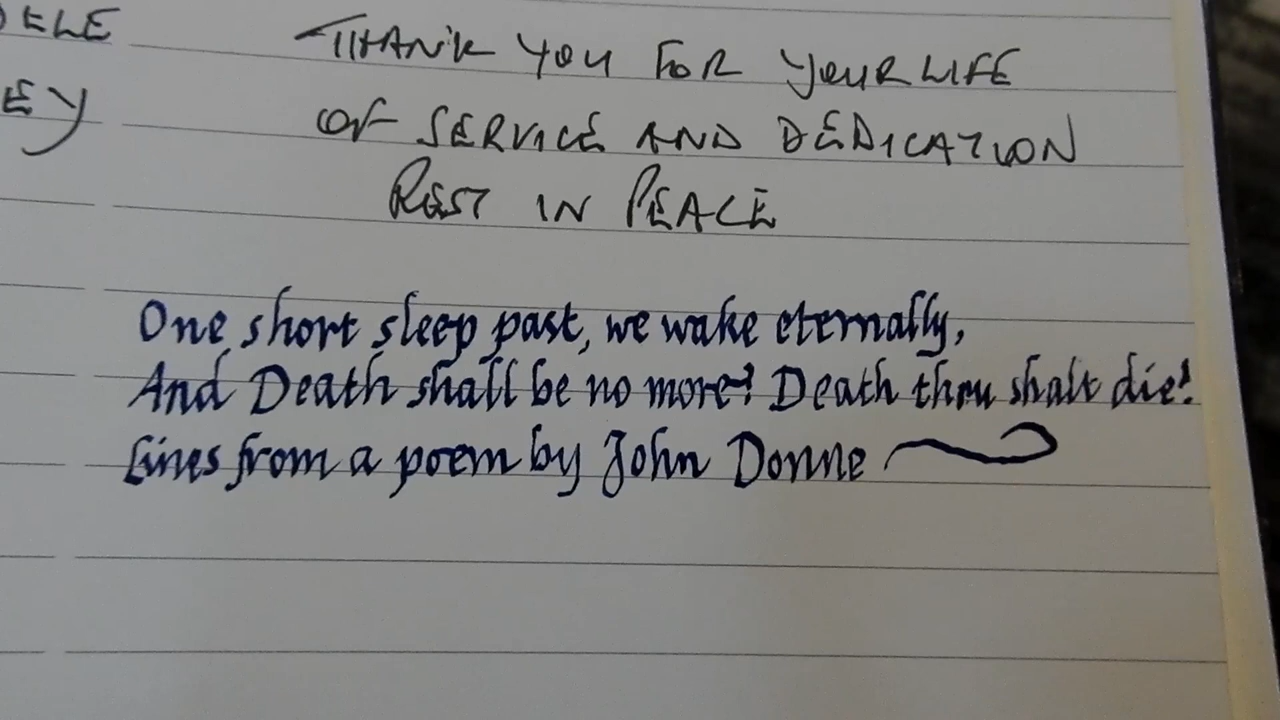 THANK YOU FOR YOUR LIFE
OF SERVICE AND DEDICATION
REST IN PEACE
One short sleep past, we wake eternally,
And Death shall be no more! Death thou shalt die!
Lines from a poem by John Donne